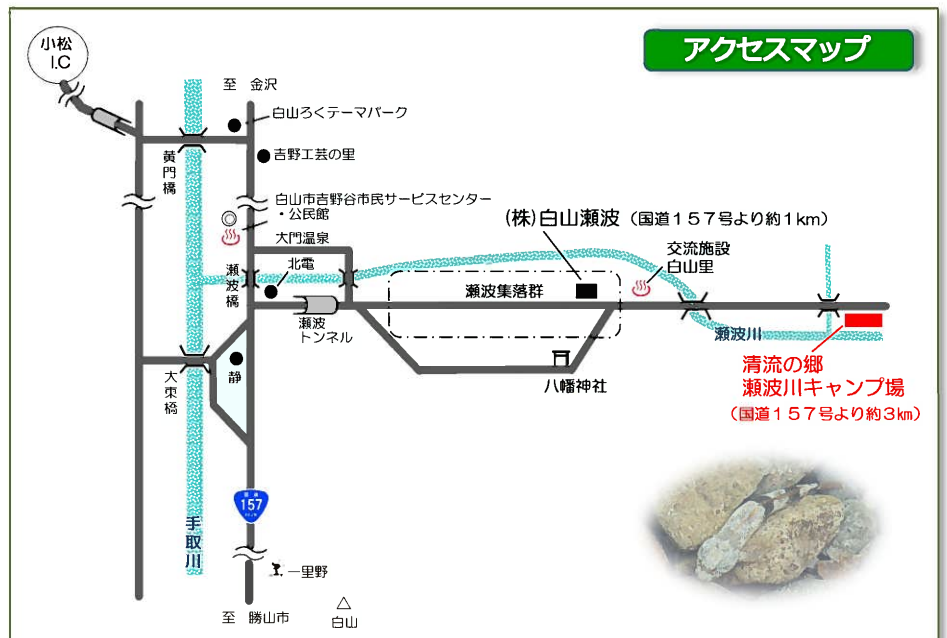 アクセスマップ
小松
I.C
至 金沢
白山ろくテーマパーク
吉野工芸の里
黄門橋
白山市吉野谷市民サービスセンター
・公民館
大門温泉
(株)白山瀬波 (国道157号より約1km)
交流施設
白山里
北電
瀬波橋
瀬波集落群
瀬波
トンネル
瀬波川
静
大東橋
八幡神社
清流の郷
瀬波川キャンプ場
(国道157号より約3km)
157
手取川
一里野
至 勝山市
白山